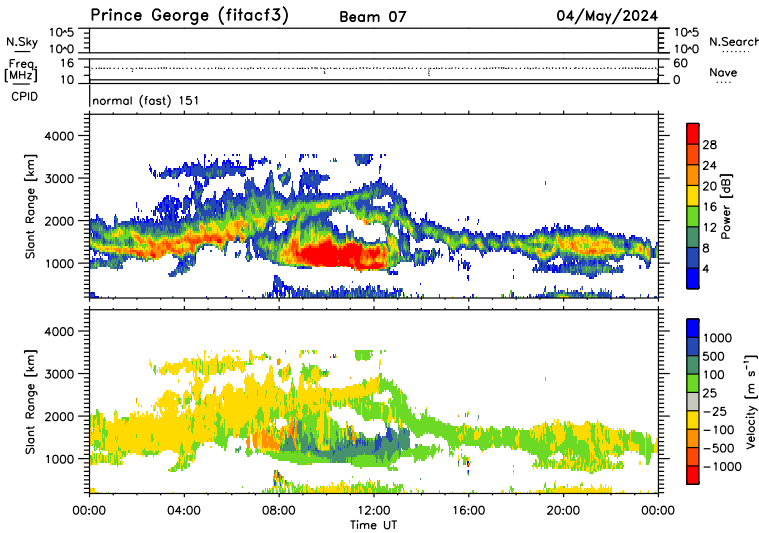 Prince George (fitacf3) Beam 07 04/May/2024
N.Sky 10^5 10^0 10^5 10^0 N.Search
Freq. [MHz] 16 10 60 0 Nave
CPID normal (fast) 151
Slant Range [km]
4000
3000
2000
1000
Power [dB]
28
24
20
16
12
8
4
Slant Range [km]
4000
3000
2000
1000
Velocity [m s⁻¹]
1000
500
100
25
−25
−100
−500
−1000
00:00 04:00 08:00 12:00 16:00 20:00 00:00
Time UT